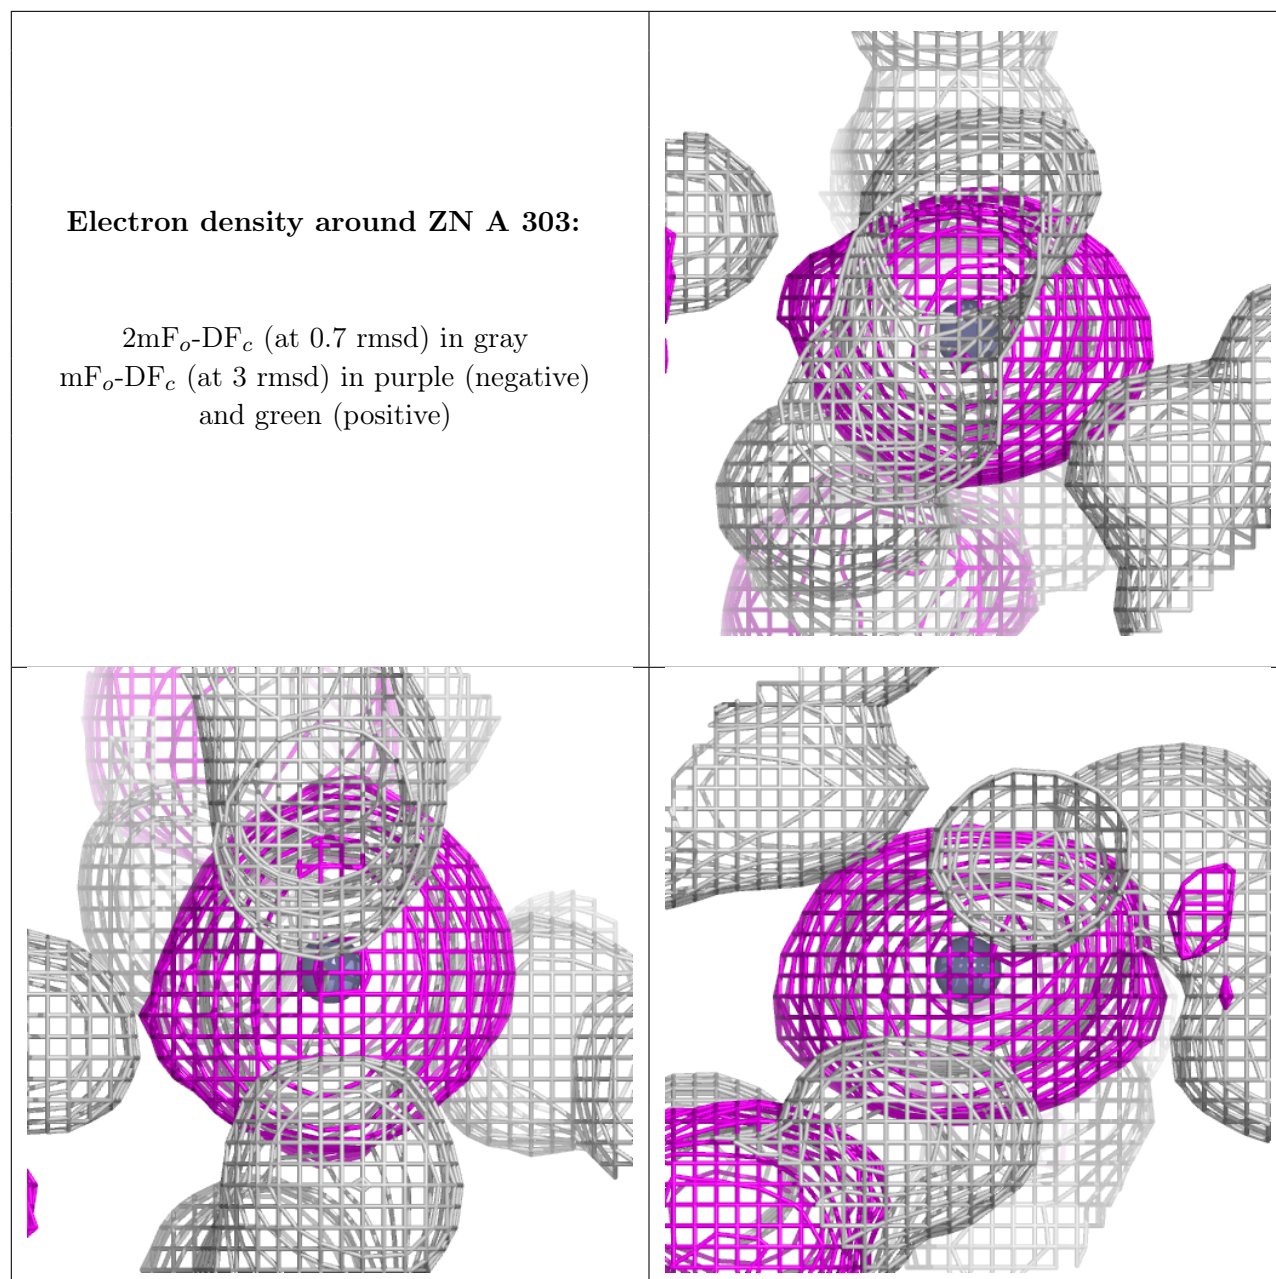 Electron density around ZN A 303:
2mFo-DFc (at 0.7 rmsd) in gray
mFo-DFc (at 3 rmsd) in purple (negative)
and green (positive)